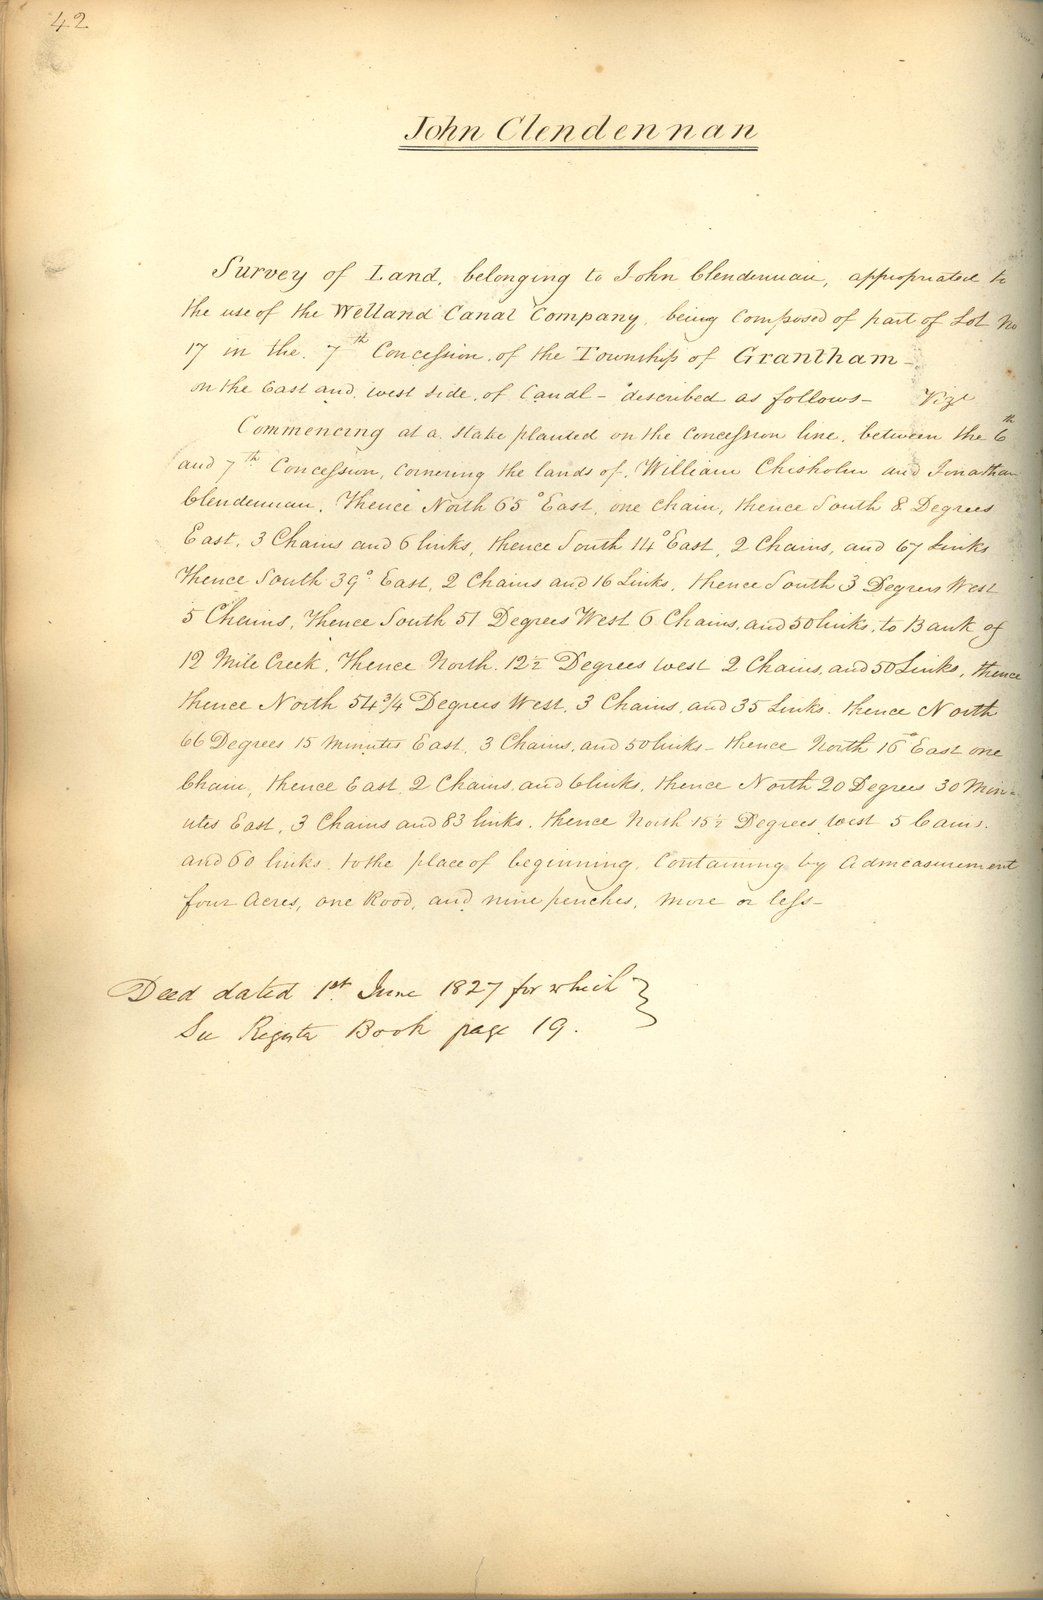 42
John Clendennan
Survey of Land, belonging to John Clendennan, appropriated to
the use of the Welland Canal Company, being Composed of part of Lot No
17 in the 7th Concession, of the Township of Grantham -
on the East and west side, of Canal - described as follows - Vizt
Commencing at a stake planted on the Concession line, between the 6th
and 7th Concession, cornering the lands of, William Chisholm and Jonathan
Clendennan, Thence North 65° East, one chain, thence South 8 Degrees
East, 3 Chains and 6 links, thence South 14° East, 2 Chains, and 67 Links
Thence South 39° East, 2 Chains and 16 Links, thence South 3 Degrees West
5 Chains, Thence South 51 Degrees West 6 Chains, and 50 links, to Bank of
12 Mile Creek, Thence North 12½ Degrees west 2 Chains, and 50 Links, thence
thence North 54 3/4 Degrees West, 3 Chains, and 35 Links. thence North
66 Degrees 15 minutes East, 3 Chains, and 50 links - thence North 16° East one
Chain, thence East 2 Chains and 6 links, thence North 20 Degrees 30 Min-
utes East, 3 Chains and 83 links, thence North 15½ Degrees west 5 Cains.
and 60 links to the place of beginning, Containing by Admeasurement
four Acres, one Rood, and nine perches, more or less -
Deed dated 1st June 1827 for which }
See Register Book page 19.